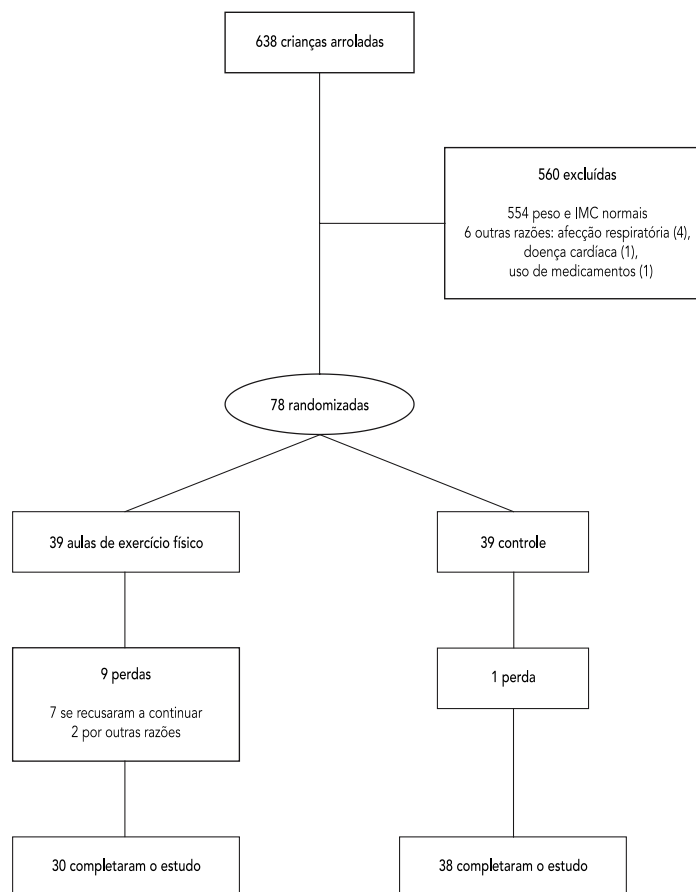 638 crianças arroladas
560 excluídas
554 peso e IMC normais
6 outras razões: afecção respiratória (4),
doença cardíaca (1),
uso de medicamentos (1)
78 randomizadas
39 aulas de exercício físico
39 controle
9 perdas
7 se recusaram a continuar
2 por outras razões
1 perda
30 completaram o estudo
38 completaram o estudo